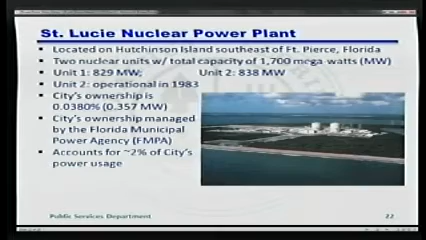 St. Lucie Nuclear Power Plant
Located on Hutchinson Island southeast of Ft. Pierce, Florida
Two nuclear units w/ total capacity of 1,700 mega-watts (MW)
Unit 1: 829 MW; Unit 2: 838 MW
Unit 2: operational in 1983
City's ownership is
0.0380% (0.357 MW)
City's ownership managed
by the Florida Municipal
Power Agency (FMPA)
Accounts for ~2% of City's
power usage
Public Services Department
22